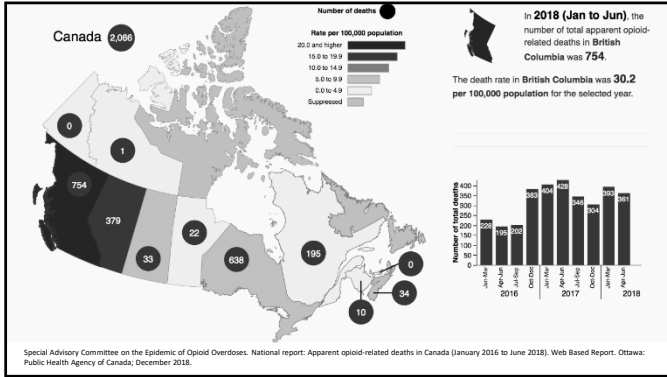 Number of deaths
Canada 2,066
Rate per 100,000 population
20.0 and higher
15.0 to 19.9
10.0 to 14.9
5.0 to 9.9
0.0 to 4.9
Suppressed
0
1
754
379
33
22
638
195
0
34
10
In 2018 (Jan to Jun), the
number of total apparent opioid-
related deaths in British
Columbia was 754.
The death rate in British Columbia was 30.2
per 100,000 population for the selected year.
Number of total deaths
400
350
300
250
200
150
100
50
0
228
195
202
383
404
428
346
304
393
361
Jan-Mar
Apr-Jun
Jul-Sep
Oct-Dec
Jan-Mar
Apr-Jun
Jul-Sep
Oct-Dec
Jan-Mar
Apr-Jun
2016
2017
2018
Special Advisory Committee on the Epidemic of Opioid Overdoses. National report: Apparent opioid-related deaths in Canada (January 2016 to June 2018). Web Based Report. Ottawa:
Public Health Agency of Canada; December 2018.